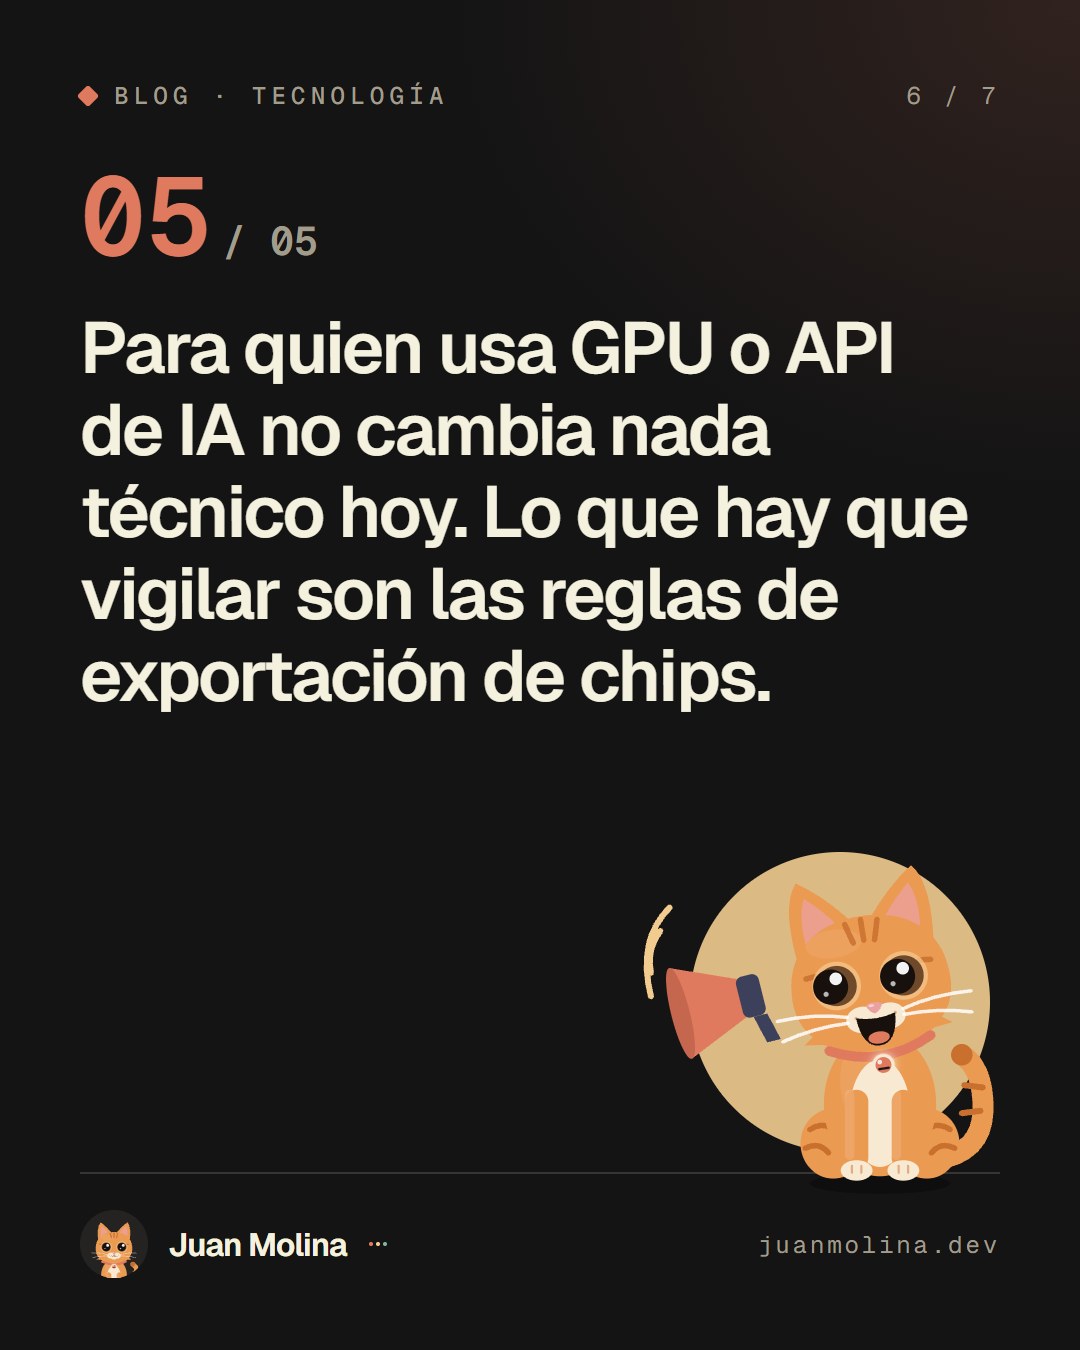 BLOG · TECNOLOGÍA
6 / 7
05 / 05
Para quien usa GPU o API
de IA no cambia nada
técnico hoy. Lo que hay que
vigilar son las reglas de
exportación de chips.
Juan Molina
juanmolina.dev